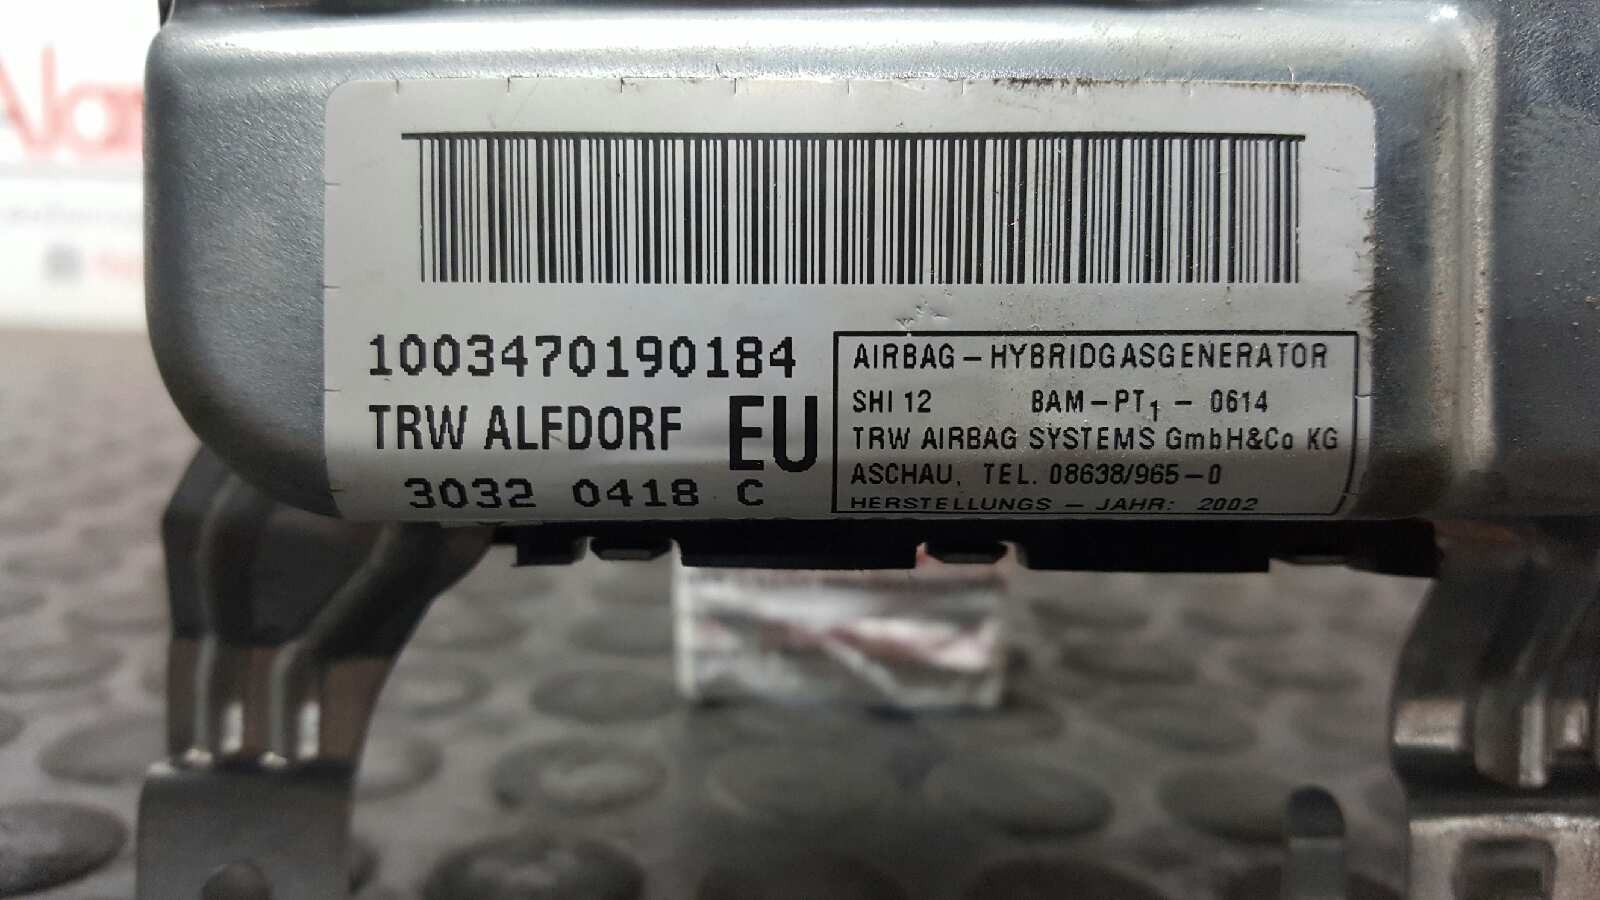 1003470190184
TRW ALFDORF EU
3032 0418 C
AIRBAG - HYBRIDGASGENERATOR
SHI 12 BAM-PT1 - 0614
TRW AIRBAG SYSTEMS GmbH&Co KG
ASCHAU, TEL. 08638/965-0
HERSTELLUNGS - JAHR: 2002